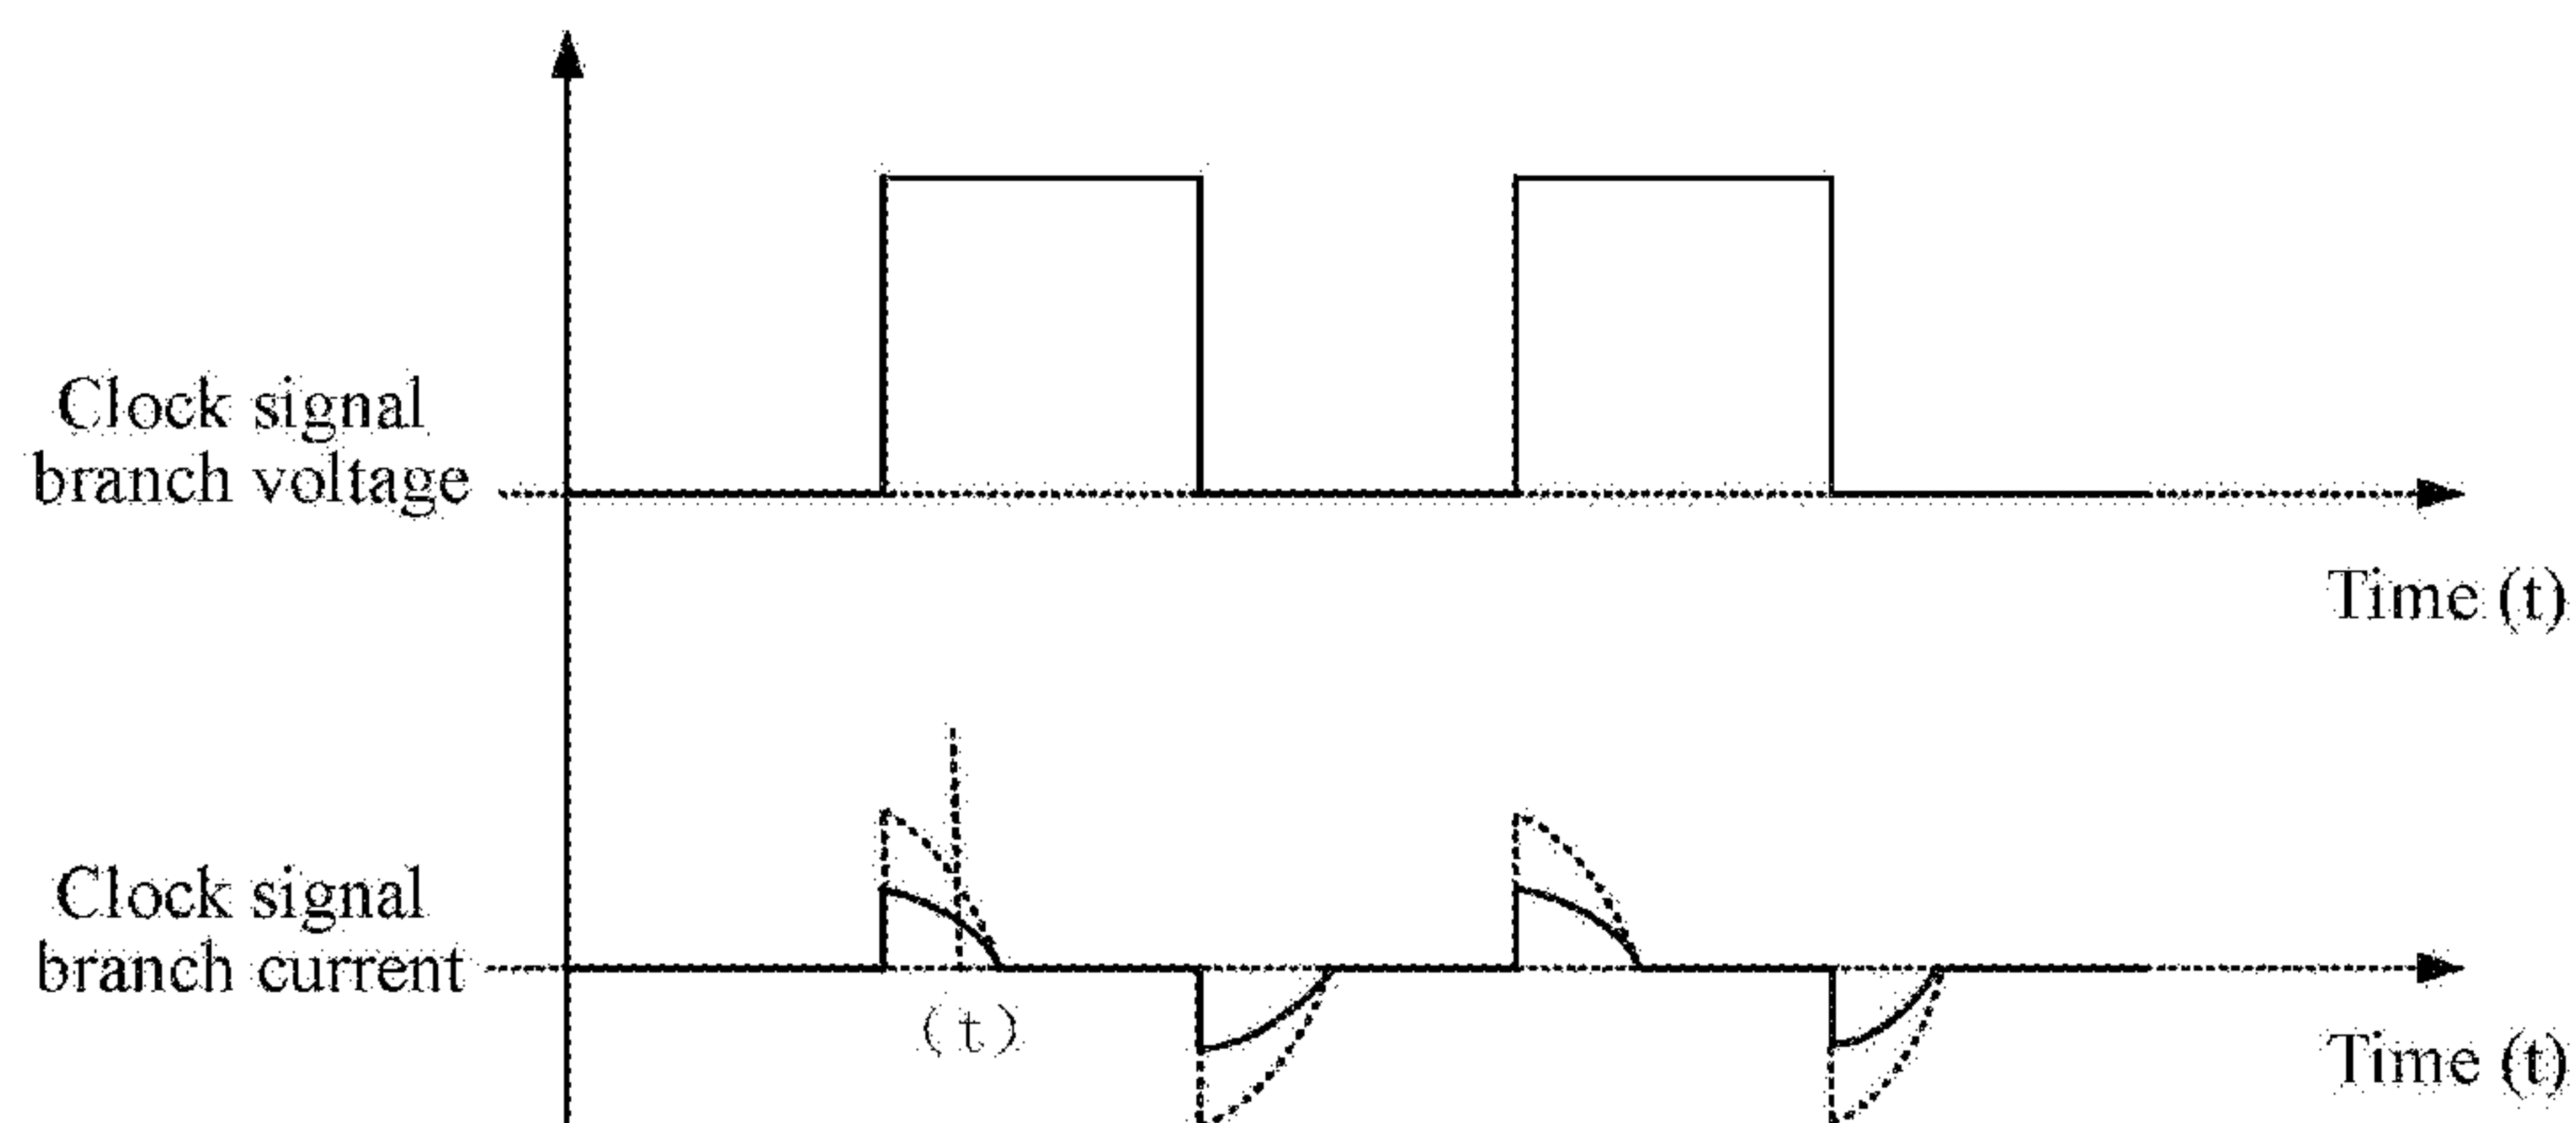 Clock signal
branch voltage
Time (t)
Clock signal
branch current
(t)
Time (t)